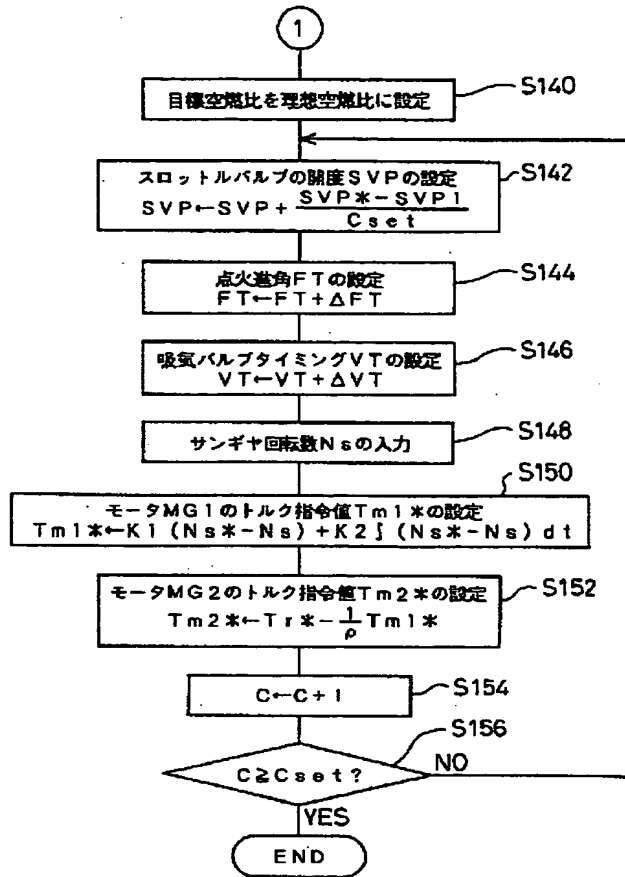 1
目標空燃比を理想空燃比に設定
S140
スロットルバルブの開度SVPの設定
SVP←SVP+ SVP*−SVP1 / Cset
S142
点火進角FTの設定
FT←FT+ΔFT
S144
吸気バルブタイミングVTの設定
VT←VT+ΔVT
S146
サンギヤ回転数Nsの入力
S148
S150
モータMG1のトルク指令値Tm1*の設定
Tm1*←K1(Ns*−Ns)+K2∫(Ns*−Ns)dt
モータMG2のトルク指令値Tm2*の設定
Tm2*←Tr*− 1/ρ Tm1*
S152
C←C+1
S154
S156
C≧Cset?
NO
YES
END